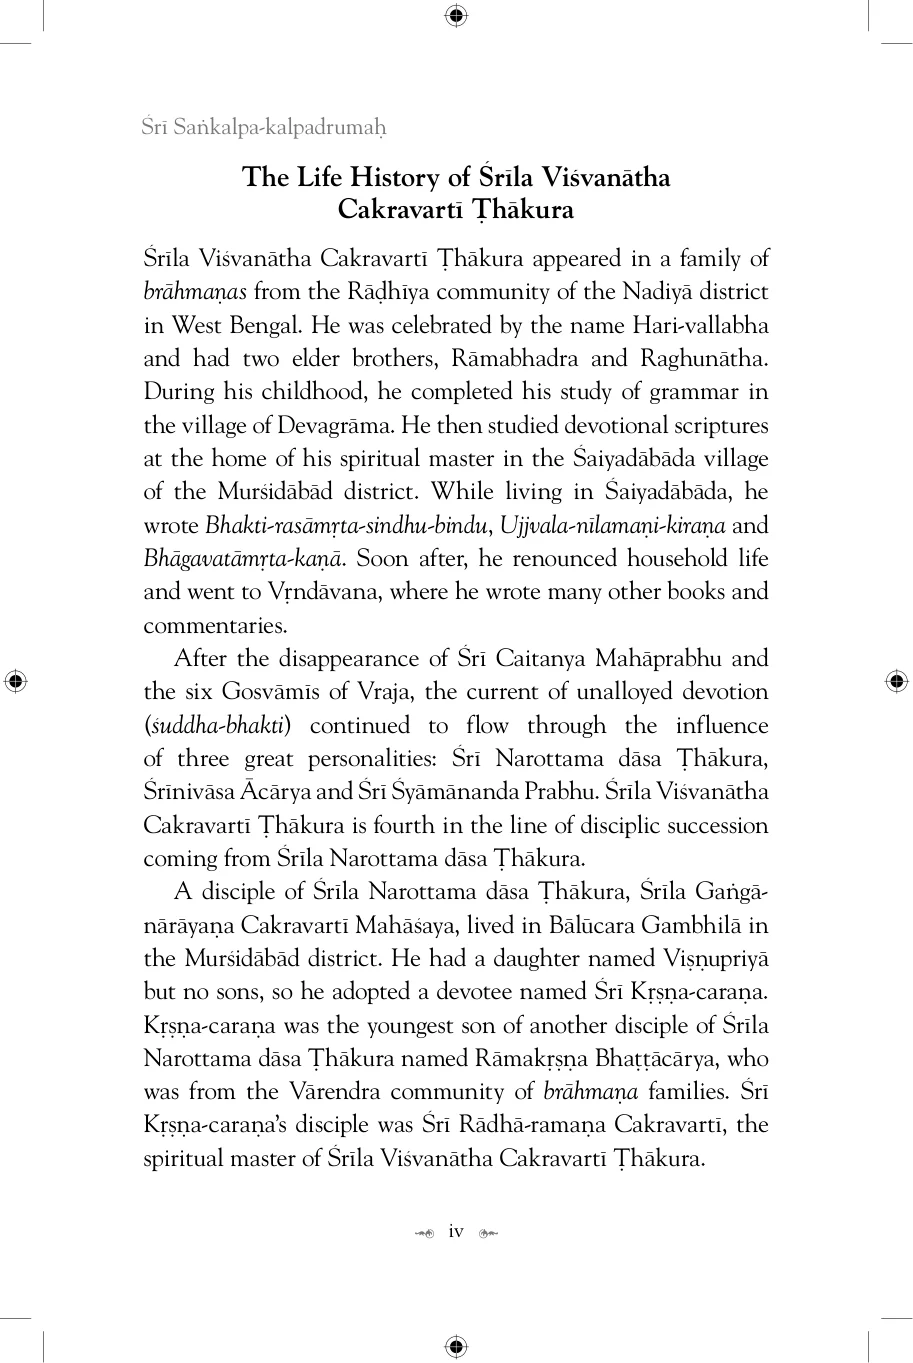 Śrī Saṅkalpa-kalpadrumaḥ
The Life History of Śrīla Viśvanātha
Cakravartī Ṭhākura
Śrīla Viśvanātha Cakravartī Ṭhākura appeared in a family of
brāhmaṇas from the Rāḍhīya community of the Nadiyā district
in West Bengal. He was celebrated by the name Hari-vallabha
and had two elder brothers, Rāmabhadra and Raghunātha.
During his childhood, he completed his study of grammar in
the village of Devagrāma. He then studied devotional scriptures
at the home of his spiritual master in the Śaiyadābāda village
of the Murśidābād district. While living in Śaiyadābāda, he
wrote Bhakti-rasāmṛta-sindhu-bindu, Ujjvala-nīlamaṇi-kiraṇa and
Bhāgavatāmṛta-kaṇā. Soon after, he renounced household life
and went to Vṛndāvana, where he wrote many other books and
commentaries.
After the disappearance of Śrī Caitanya Mahāprabhu and
the six Gosvāmīs of Vraja, the current of unalloyed devotion
(śuddha-bhakti) continued to flow through the influence
of three great personalities: Śrī Narottama dāsa Ṭhākura,
Śrīnivāsa Ācārya and Śrī Śyāmānanda Prabhu. Śrīla Viśvanātha
Cakravartī Ṭhākura is fourth in the line of disciplic succession
coming from Śrīla Narottama dāsa Ṭhākura.
A disciple of Śrīla Narottama dāsa Ṭhākura, Śrīla Gaṅgā-
nārāyaṇa Cakravartī Mahāśaya, lived in Bālūcara Gambhilā in
the Murśidābād district. He had a daughter named Viṣṇupriyā
but no sons, so he adopted a devotee named Śrī Kṛṣṇa-caraṇa.
Kṛṣṇa-caraṇa was the youngest son of another disciple of Śrīla
Narottama dāsa Ṭhākura named Rāmakṛṣṇa Bhaṭṭācārya, who
was from the Vārendra community of brāhmaṇa families. Śrī
Kṛṣṇa-caraṇa’s disciple was Śrī Rādhā-ramaṇa Cakravartī, the
spiritual master of Śrīla Viśvanātha Cakravartī Ṭhākura.
iv